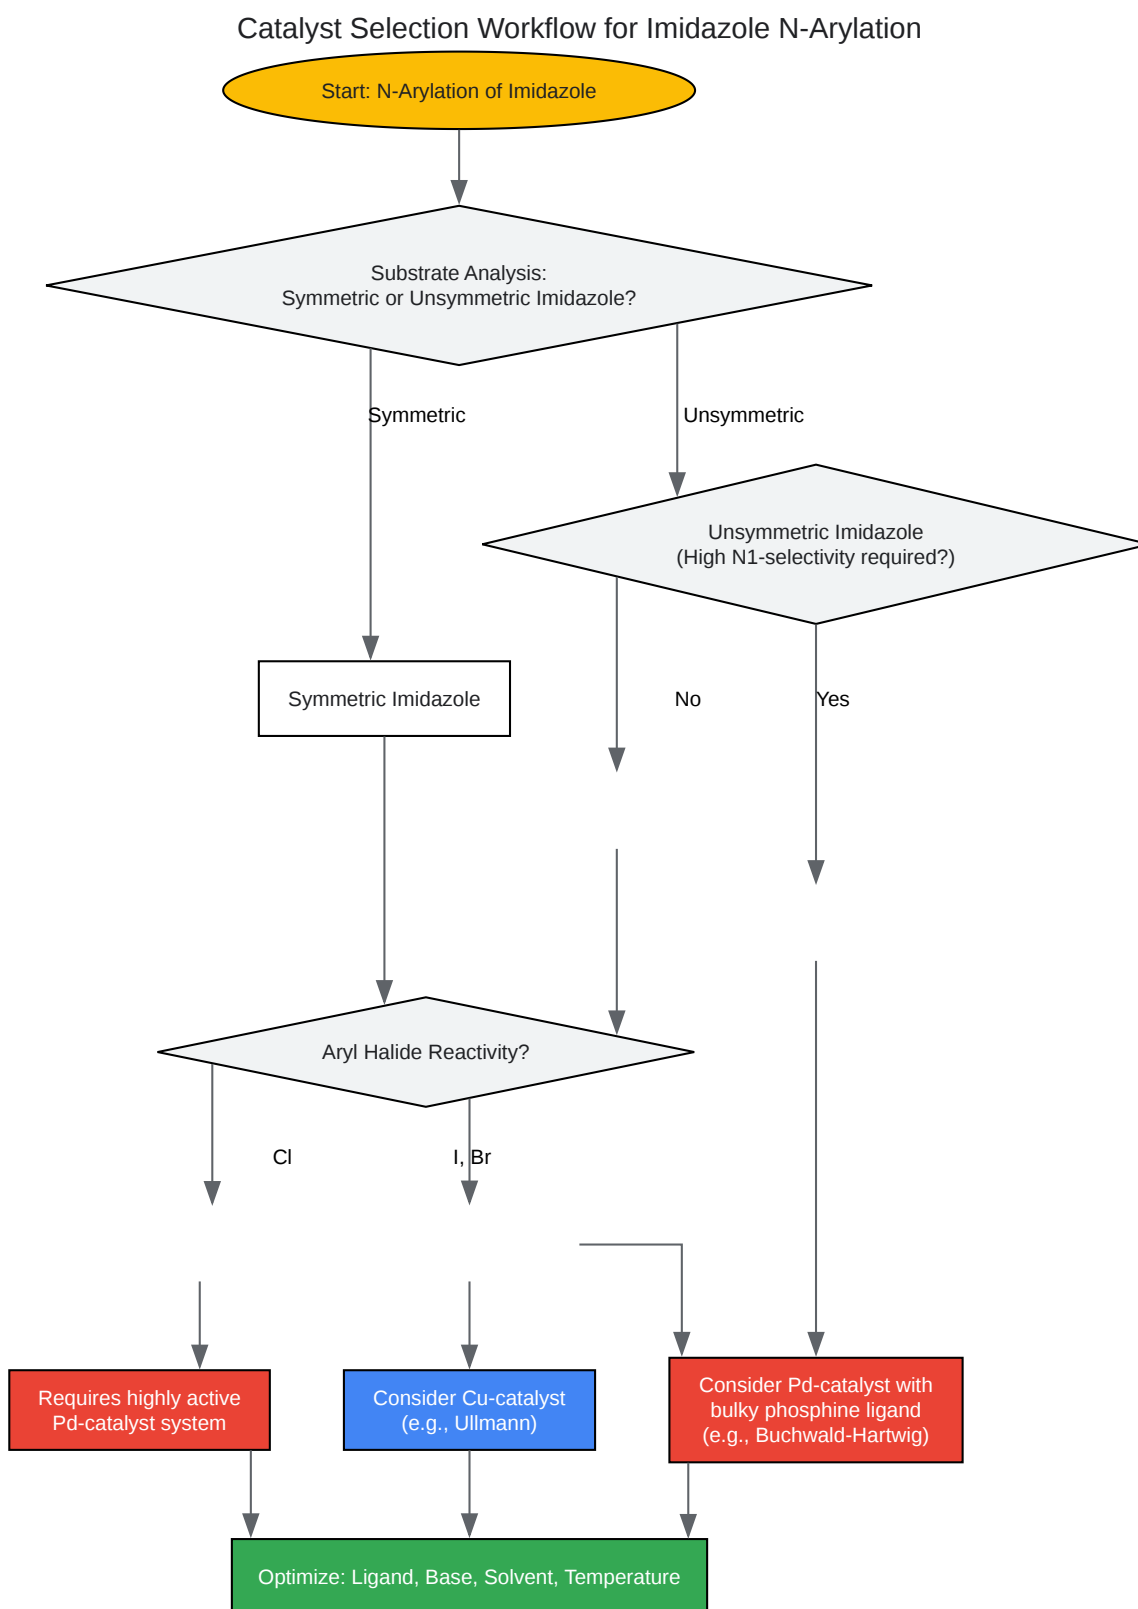 Catalyst Selection Workflow for Imidazole N-Arylation
Start: N-Arylation of Imidazole
Substrate Analysis:
Symmetric or Unsymmetric Imidazole?
Symmetric
Unsymmetric
Unsymmetric Imidazole
(High N1-selectivity required?)
Symmetric Imidazole
No
Yes
Aryl Halide Reactivity?
Cl
I, Br
Requires highly active
Pd-catalyst system
Consider Cu-catalyst
(e.g., Ullmann)
Consider Pd-catalyst with
bulky phosphine ligand
(e.g., Buchwald-Hartwig)
Optimize: Ligand, Base, Solvent, Temperature